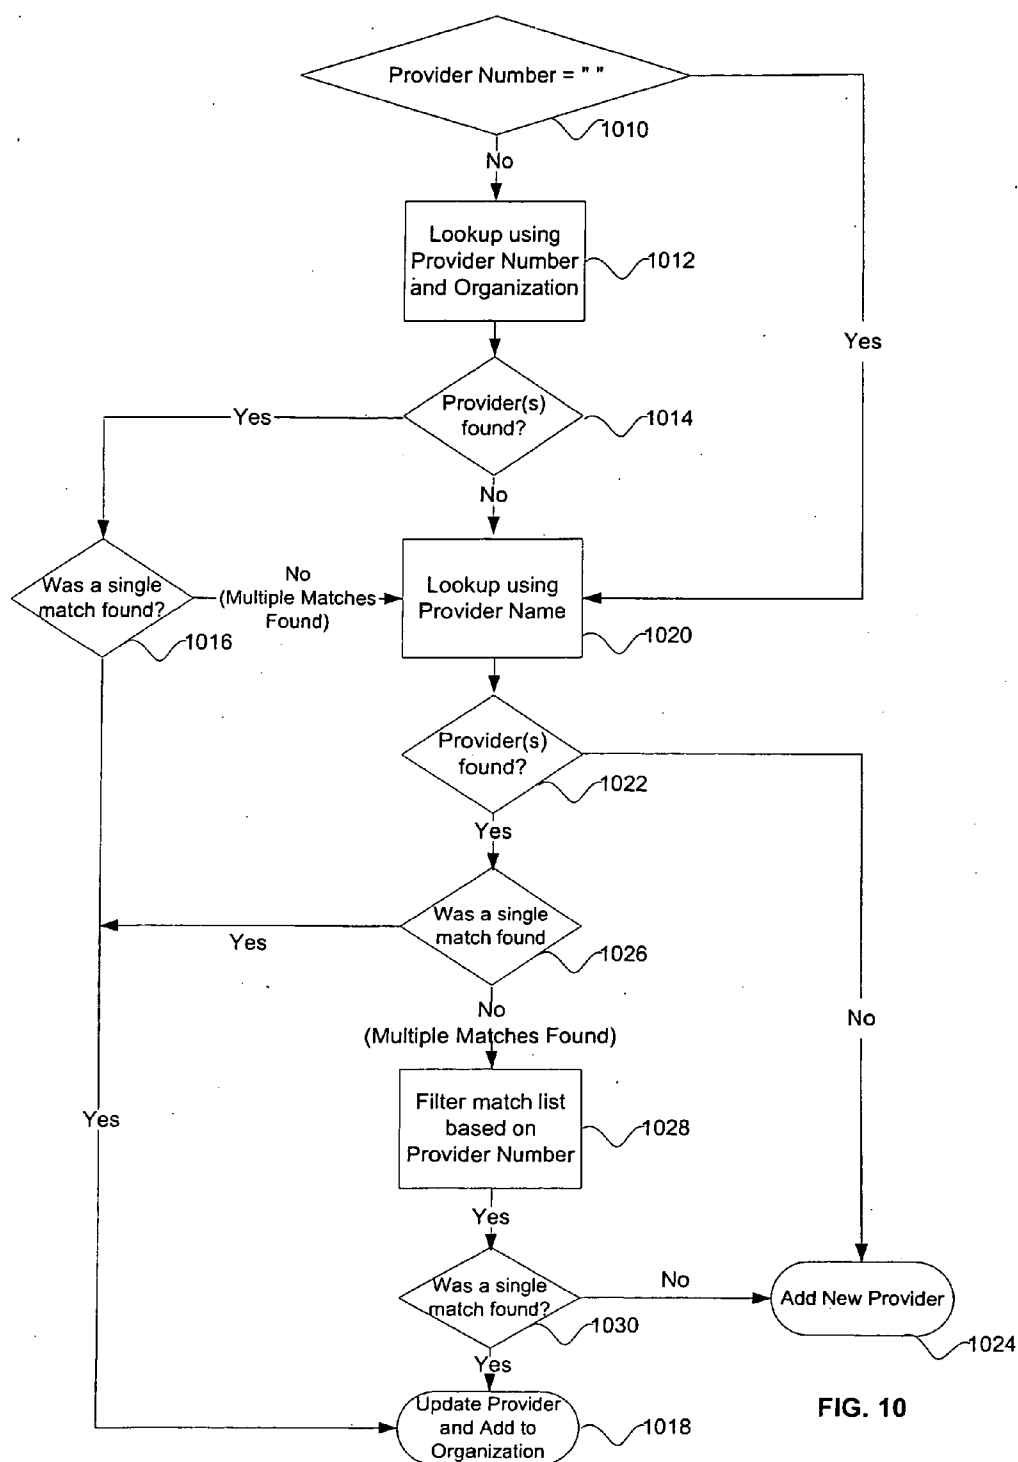 Provider Number = " "
1010
No
Lookup using
Provider Number
and Organization
1012
Yes
Provider(s)
found?
1014
Yes
No
Was a single
match found?
1016
No
(Multiple Matches
Found)
Lookup using
Provider Name
1020
Provider(s)
found?
1022
Yes
Was a single
match found
1026
Yes
No
(Multiple Matches Found)
No
Yes
Filter match list
based on
Provider Number
1028
Yes
Was a single
match found?
1030
No
Add New Provider
1024
Yes
Update Provider
and Add to
Organization
1018
FIG. 10